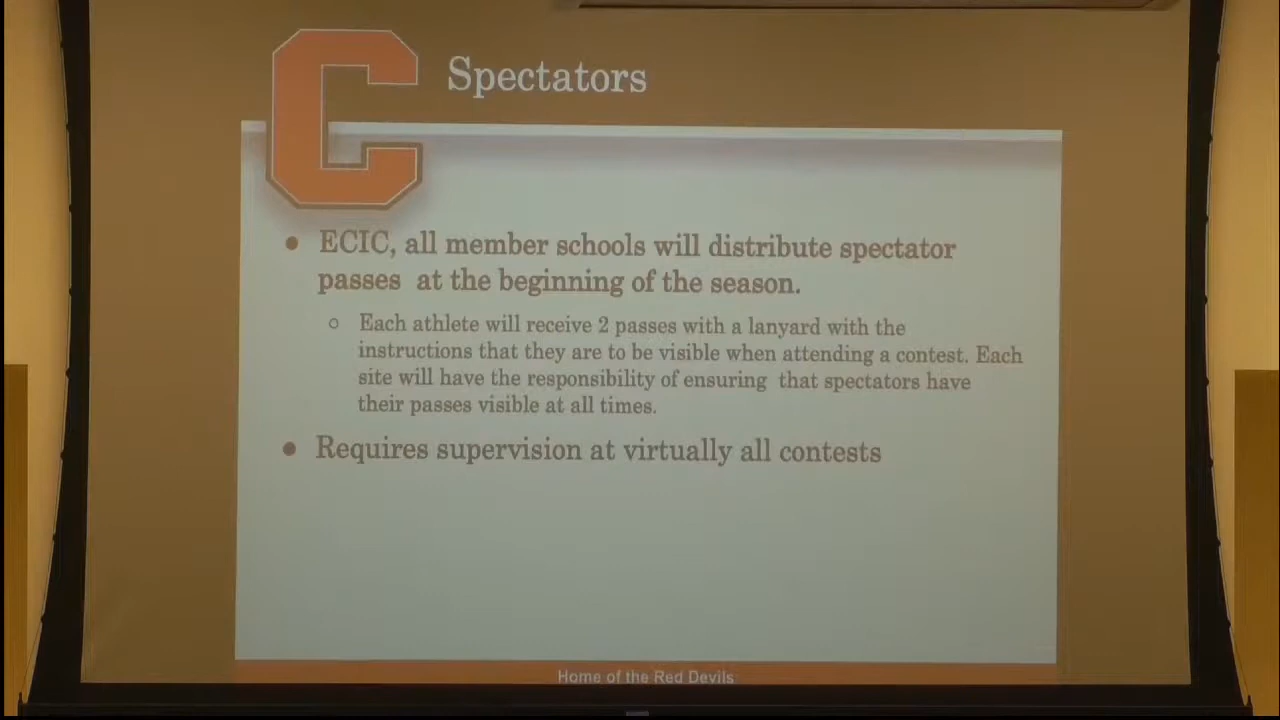 C
Spectators
● ECIC, all member schools will distribute spectator
passes at the beginning of the season.
○ Each athlete will receive 2 passes with a lanyard with the
instructions that they are to be visible when attending a contest. Each
site will have the responsibility of ensuring that spectators have
their passes visible at all times.
● Requires supervision at virtually all contests
Home of the Red Devils